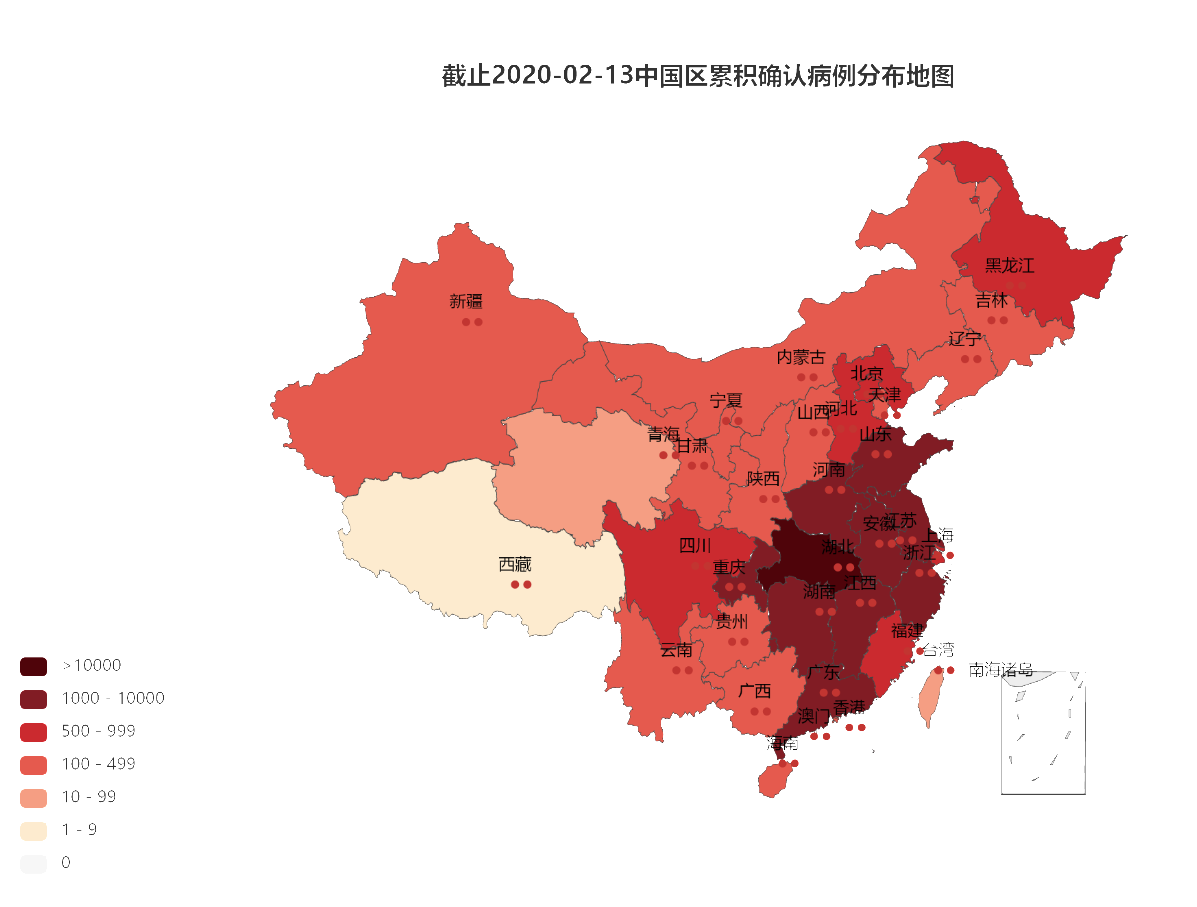 截止2020-02-13中国区累积确认病例分布地图
黑龙江
吉林
新疆
辽宁
内蒙古
北京
天津
宁夏
山西
河北
青海
甘肃
山东
河南
陕西
安徽
江苏
上海
四川
湖北
浙江
西藏
重庆
江西
湖南
贵州
福建
云南
台湾
南海诸岛
广东
广西
香港
澳门
海南
>10000
1000 - 10000
500 - 999
100 - 499
10 - 99
1 - 9
0